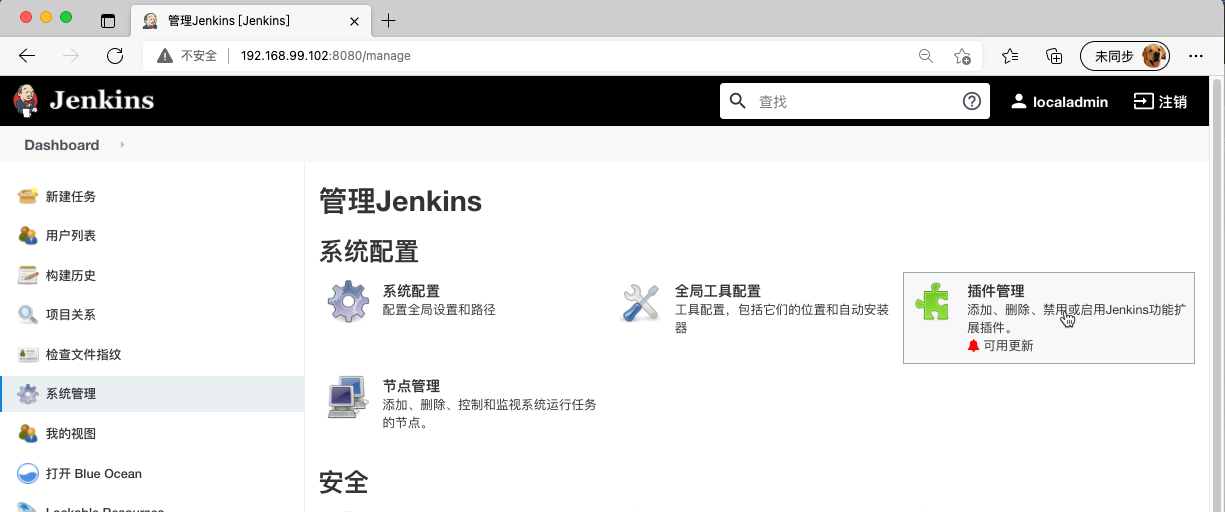 管理Jenkins [Jenkins]
不安全 192.168.99.102:8080/manage 未同步
Jenkins 查找 localadmin 注销
Dashboard
新建任务
用户列表
构建历史
项目关系
检查文件指纹
系统管理
我的视图
打开 Blue Ocean
Lockable Resources
管理Jenkins
系统配置
系统配置
配置全局设置和路径
全局工具配置
工具配置，包括它们的位置和自动安装
器
插件管理
添加、删除、禁用或启用Jenkins功能扩
展插件。
可用更新
节点管理
添加、删除、控制和监视系统运行任务
的节点。
安全